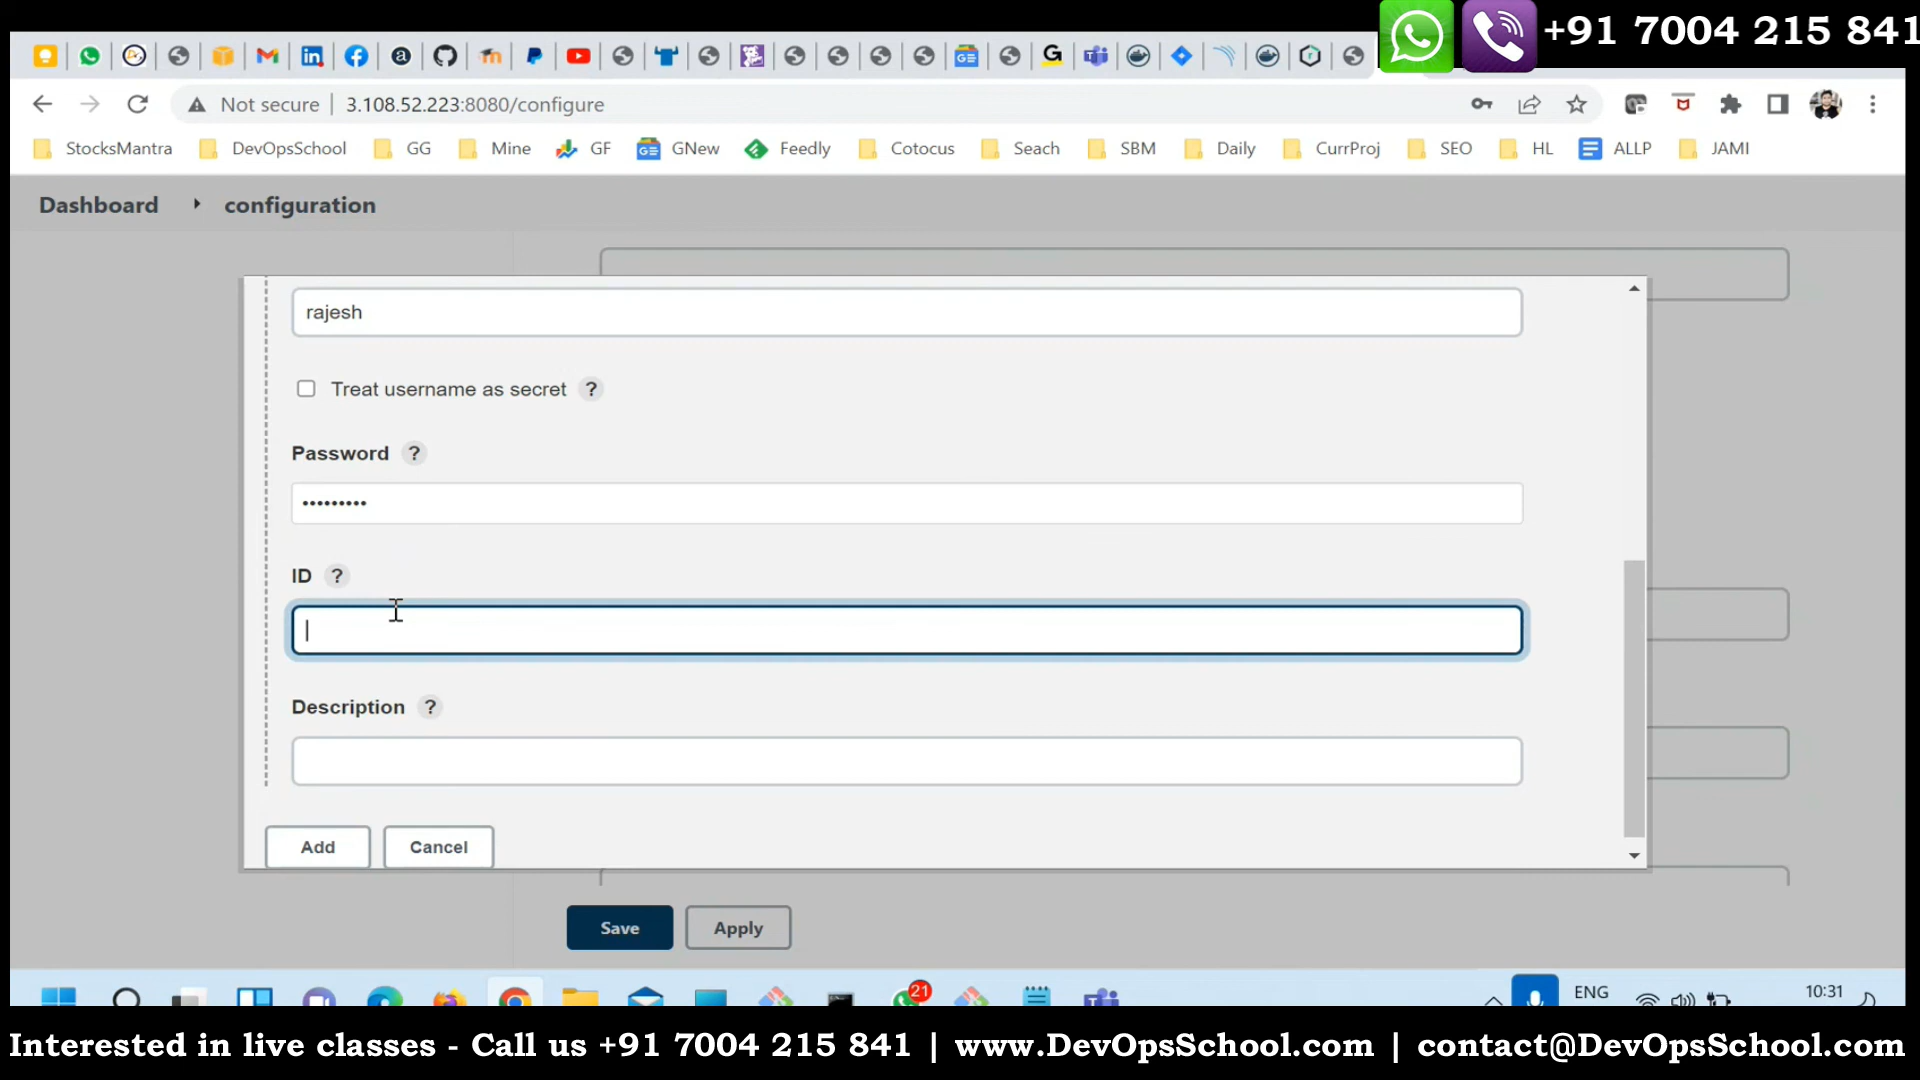 +91 7004 215 841
Not secure | 3.108.52.223:8080/configure
StocksMantra DevOpsSchool GG Mine GF GNew Feedly Cotocus Seach SBM Daily CurrProj SEO HL ALLP JAMI
Dashboard configuration
rajesh
Treat username as secret ?
Password ?
•••••••••
ID ?
Description ?
Add Cancel
Save Apply
21
ENG
10:31
Interested in live classes - Call us +91 7004 215 841 | www.DevOpsSchool.com | contact@DevOpsSchool.com